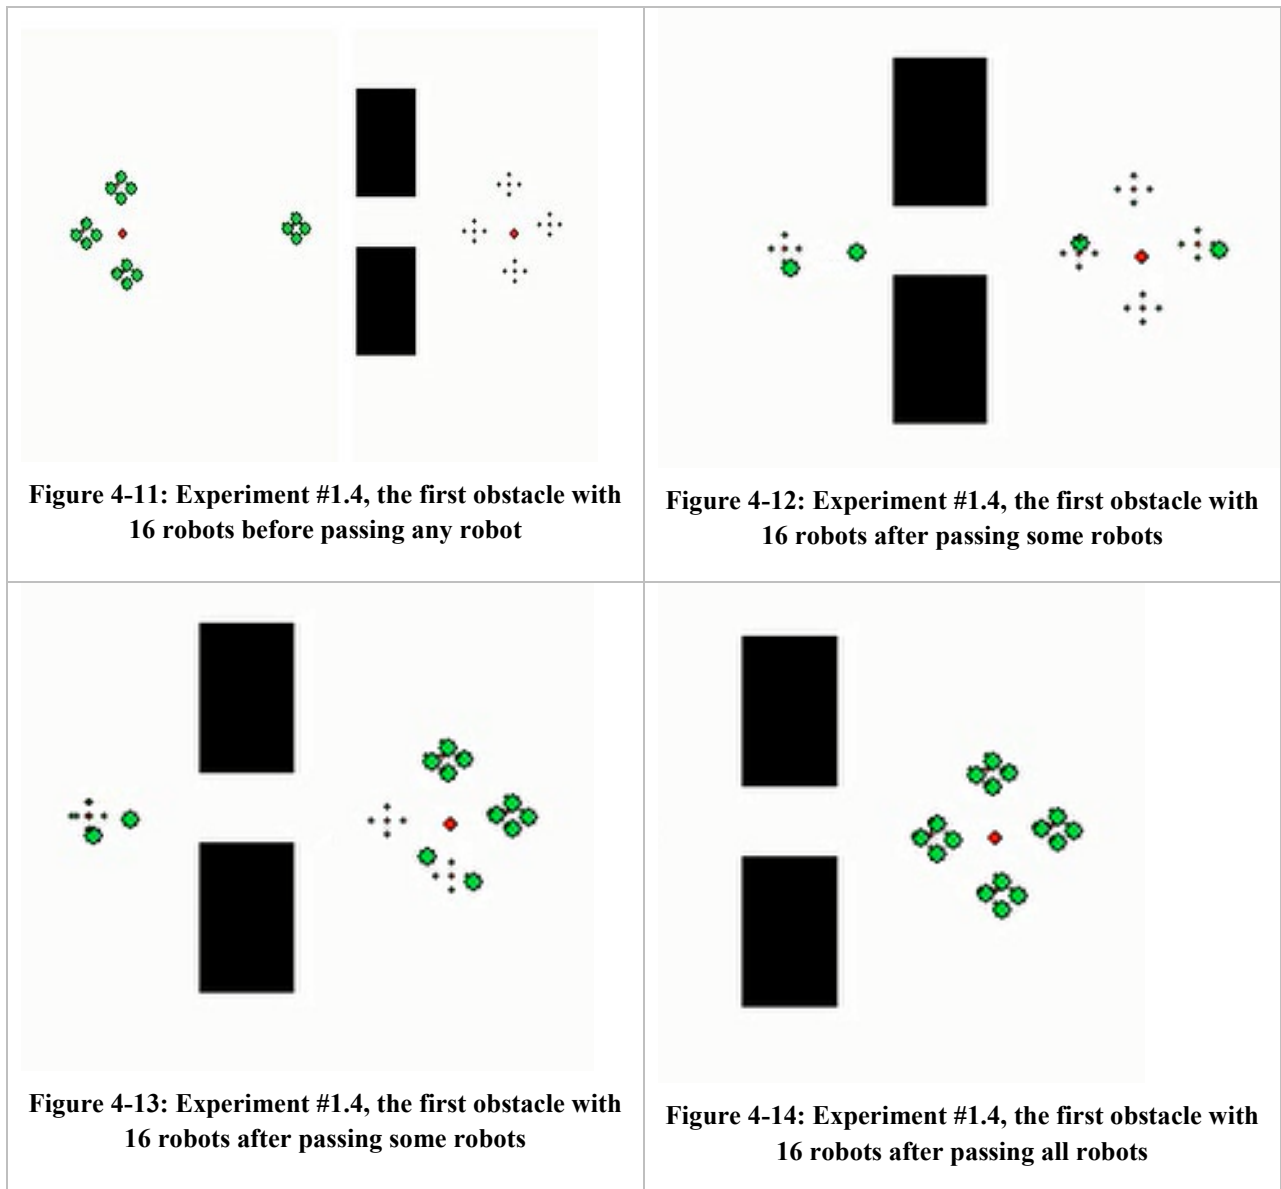 Figure 4-11: Experiment #1.4, the first obstacle with
16 robots before passing any robot
Figure 4-12: Experiment #1.4, the first obstacle with
16 robots after passing some robots
Figure 4-13: Experiment #1.4, the first obstacle with
16 robots after passing some robots
Figure 4-14: Experiment #1.4, the first obstacle with
16 robots after passing all robots